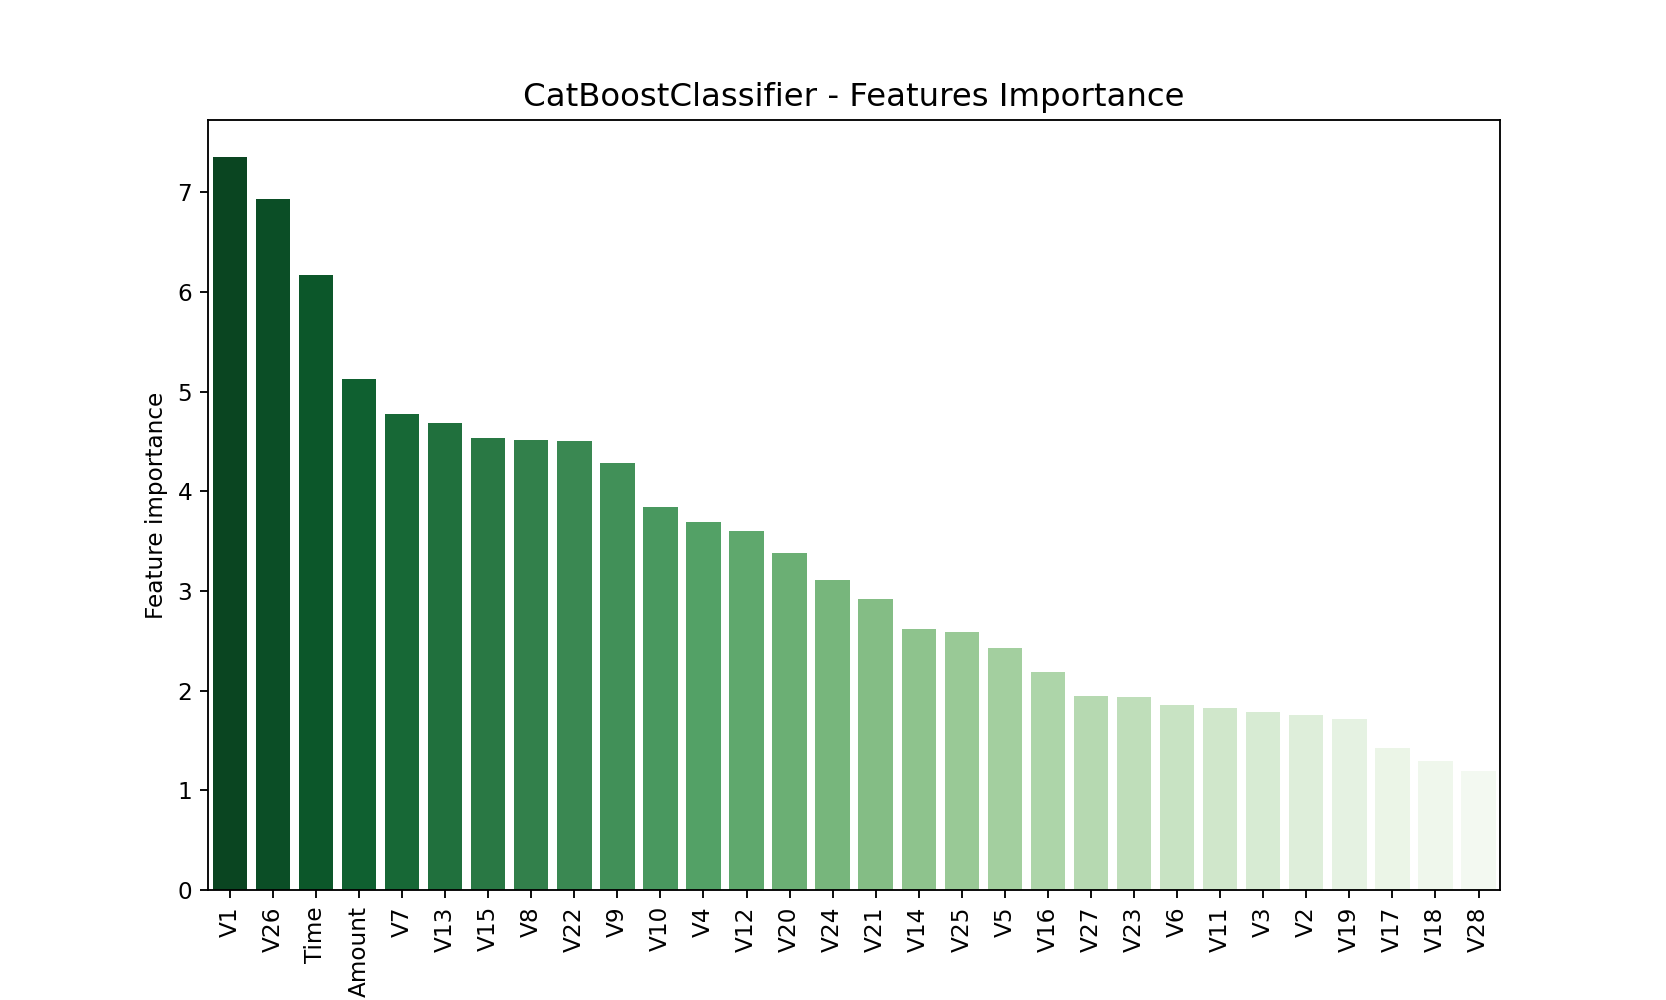 CatBoostClassifier - Features Importance
Feature importance
7
6
5
4
3
2
1
0
V1
V26
Time
Amount
V7
V13
V15
V8
V22
V9
V10
V4
V12
V20
V24
V21
V14
V25
V5
V16
V27
V23
V6
V11
V3
V2
V19
V17
V18
V28